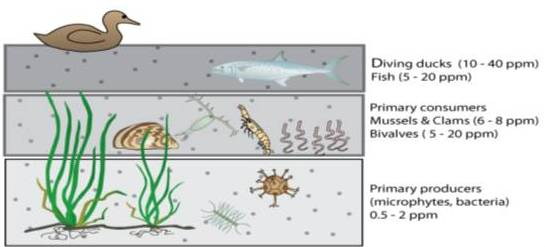 Diving ducks (10 - 40 ppm)
Fish (5 - 20 ppm)
Primary consumers
Mussels & Clams (6 - 8 ppm)
Bivalves ( 5 - 20 ppm)
Primary producers
(microphytes, bacteria)
0.5 - 2 ppm